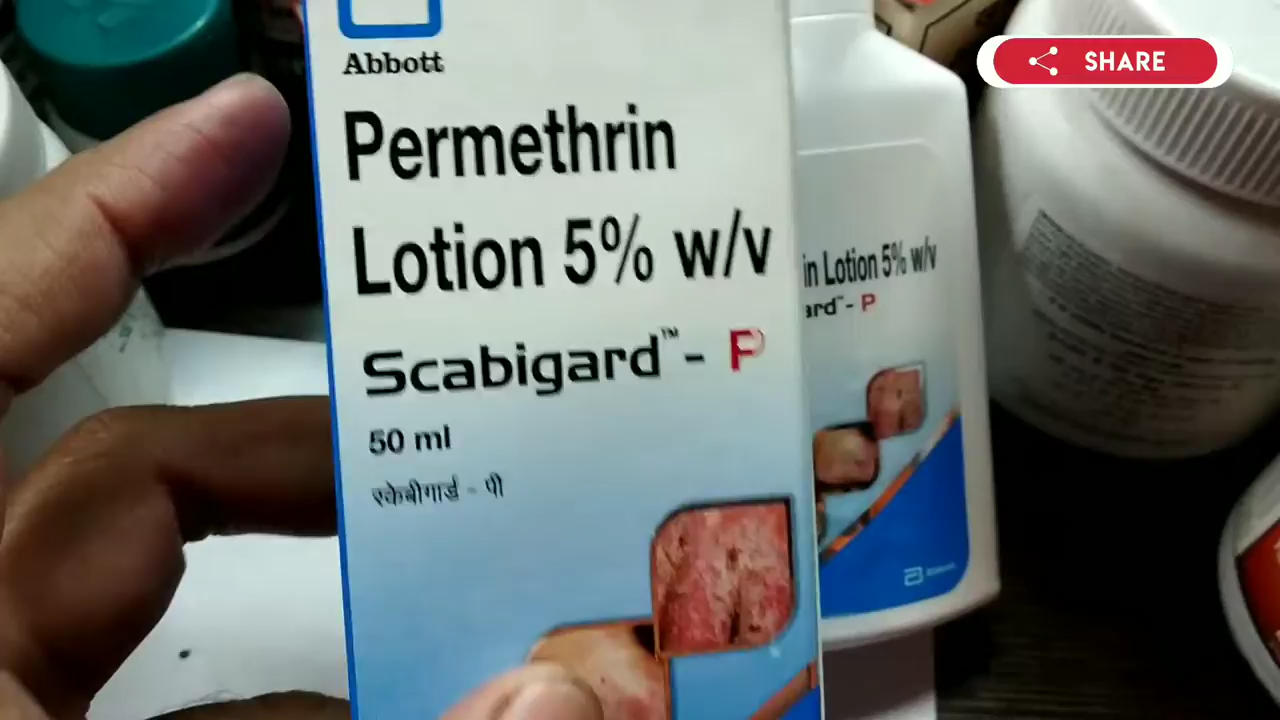 SHARE
Abbott
Permethrin
Lotion 5% w/v
Scabigard™- P
50 ml
स्केबीगार्ड - पी
in Lotion 5% w/v
ard™- P